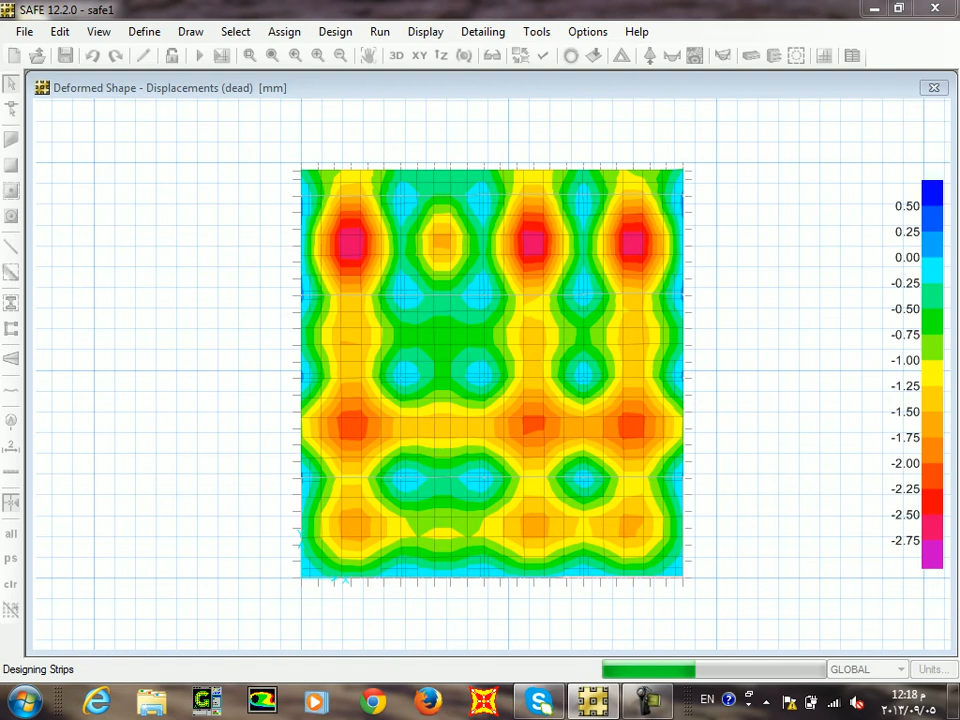 SAFE 12.2.0 - safe1
File Edit View Define Draw Select Assign Design Run Display Detailing Tools Options Help
3D XY
Deformed Shape - Displacements (dead) [mm]
0.50
0.25
0.00
-0.25
-0.50
-0.75
-1.00
-1.25
-1.50
-1.75
-2.00
-2.25
-2.50
-2.75
all
ps
clr
X
Designing Strips
GLOBAL
Units...
EN
12:18 م
٢٠١٣/٠٩/٠٥